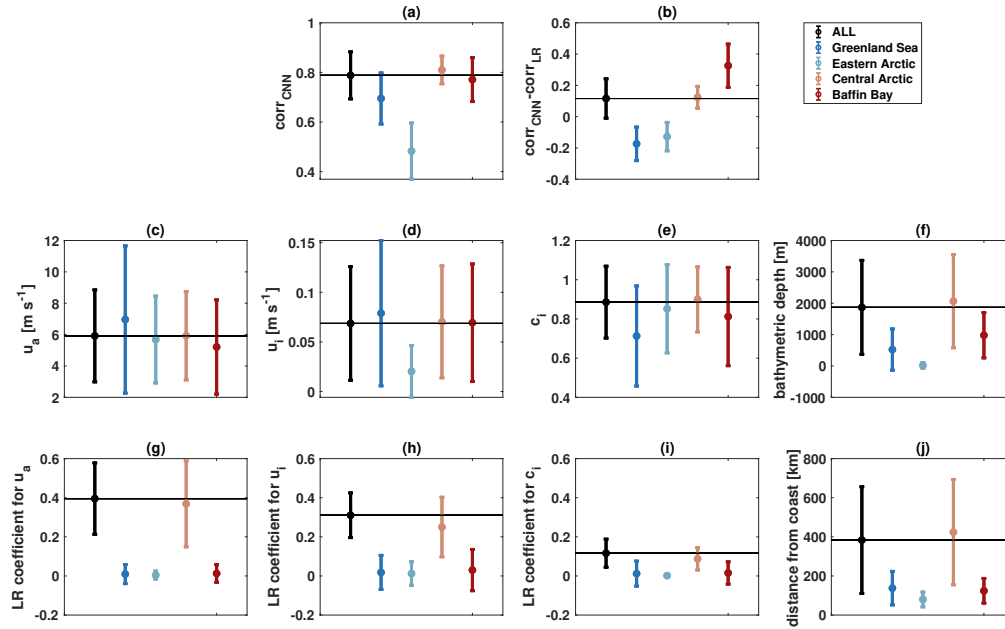 (a)
(b)
1
0.8
0.6
0.4
corr_CNN
0.6
0.4
0.2
0
-0.2
-0.4
corr_CNN-corr_LR
ALL
Greenland Sea
Eastern Arctic
Central Arctic
Baffin Bay
(c)
(d)
(e)
(f)
12
10
8
6
4
2
u_a [m s⁻¹]
0.15
0.1
0.05
0
u_i [m s⁻¹]
1.2
1
0.8
0.6
0.4
c_i
4000
3000
2000
1000
0
-1000
bathymetric depth [m]
(g)
(h)
(i)
(j)
0.6
0.4
0.2
0
-0.2
LR coefficient for u_a
0.6
0.4
0.2
0
-0.2
LR coefficient for u_i
0.6
0.4
0.2
0
-0.2
LR coefficient for c_i
800
600
400
200
0
distance from coast [km]